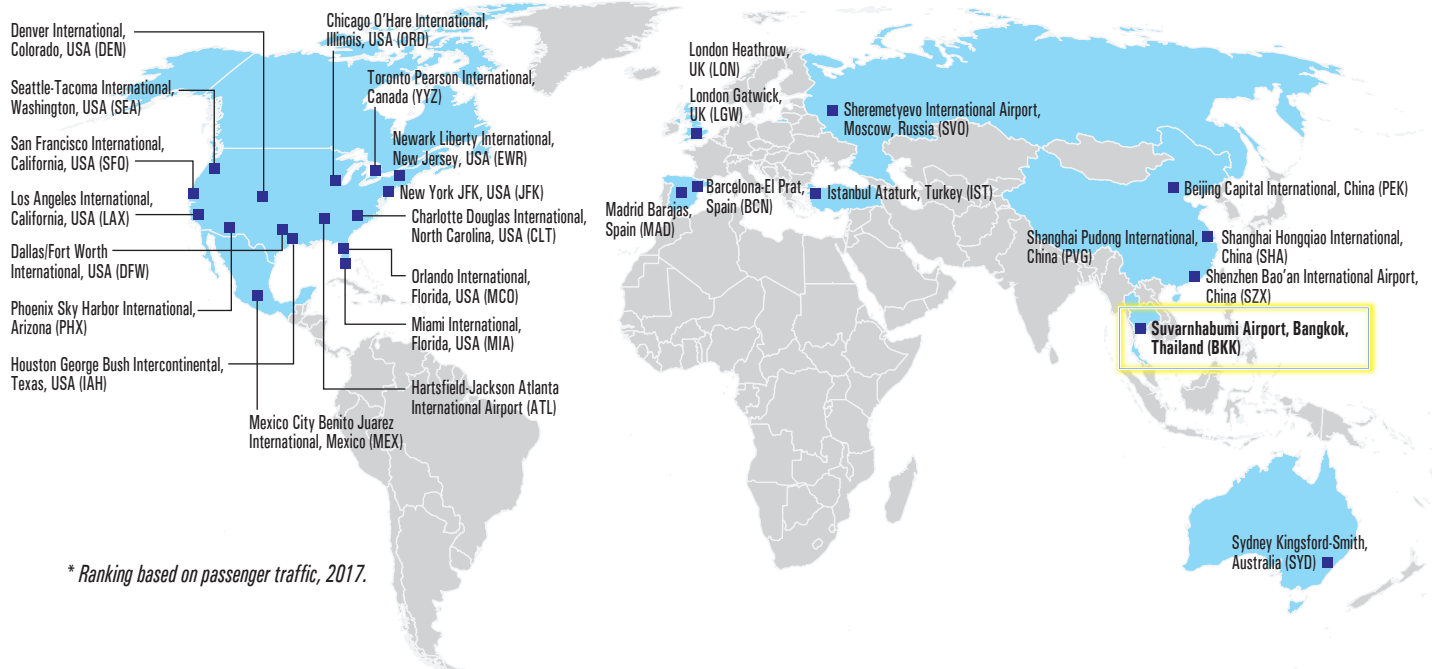 Denver International,
Colorado, USA (DEN)
Seattle-Tacoma International,
Washington, USA (SEA)
San Francisco International,
California, USA (SFO)
Los Angeles International,
California, USA (LAX)
Dallas/Fort Worth
International, USA (DFW)
Phoenix Sky Harbor International,
Arizona (PHX)
Houston George Bush Intercontinental,
Texas, USA (IAH)
Mexico City Benito Juarez
International, Mexico (MEX)
Chicago O'Hare International,
Illinois, USA (ORD)
Toronto Pearson International,
Canada (YYZ)
Newark Liberty International,
New Jersey, USA (EWR)
New York JFK, USA (JFK)
Charlotte Douglas International,
North Carolina, USA (CLT)
Orlando International,
Florida, USA (MCO)
Miami International,
Florida, USA (MIA)
Hartsfield-Jackson Atlanta
International Airport (ATL)
London Heathrow,
UK (LON)
London Gatwick,
UK (LGW)
Sheremetyevo International Airport,
Moscow, Russia (SVO)
Madrid Barajas,
Spain (MAD)
Barcelona-El Prat,
Spain (BCN)
Istanbul Ataturk, Turkey (IST)
Beijing Capital International, China (PEK)
Shanghai Pudong International,
China (PVG)
Shanghai Hongqiao International,
China (SHA)
Shenzhen Bao'an International Airport,
China (SZX)
Suvarnhabumi Airport, Bangkok,
Thailand (BKK)
Sydney Kingsford-Smith,
Australia (SYD)
* Ranking based on passenger traffic, 2017.